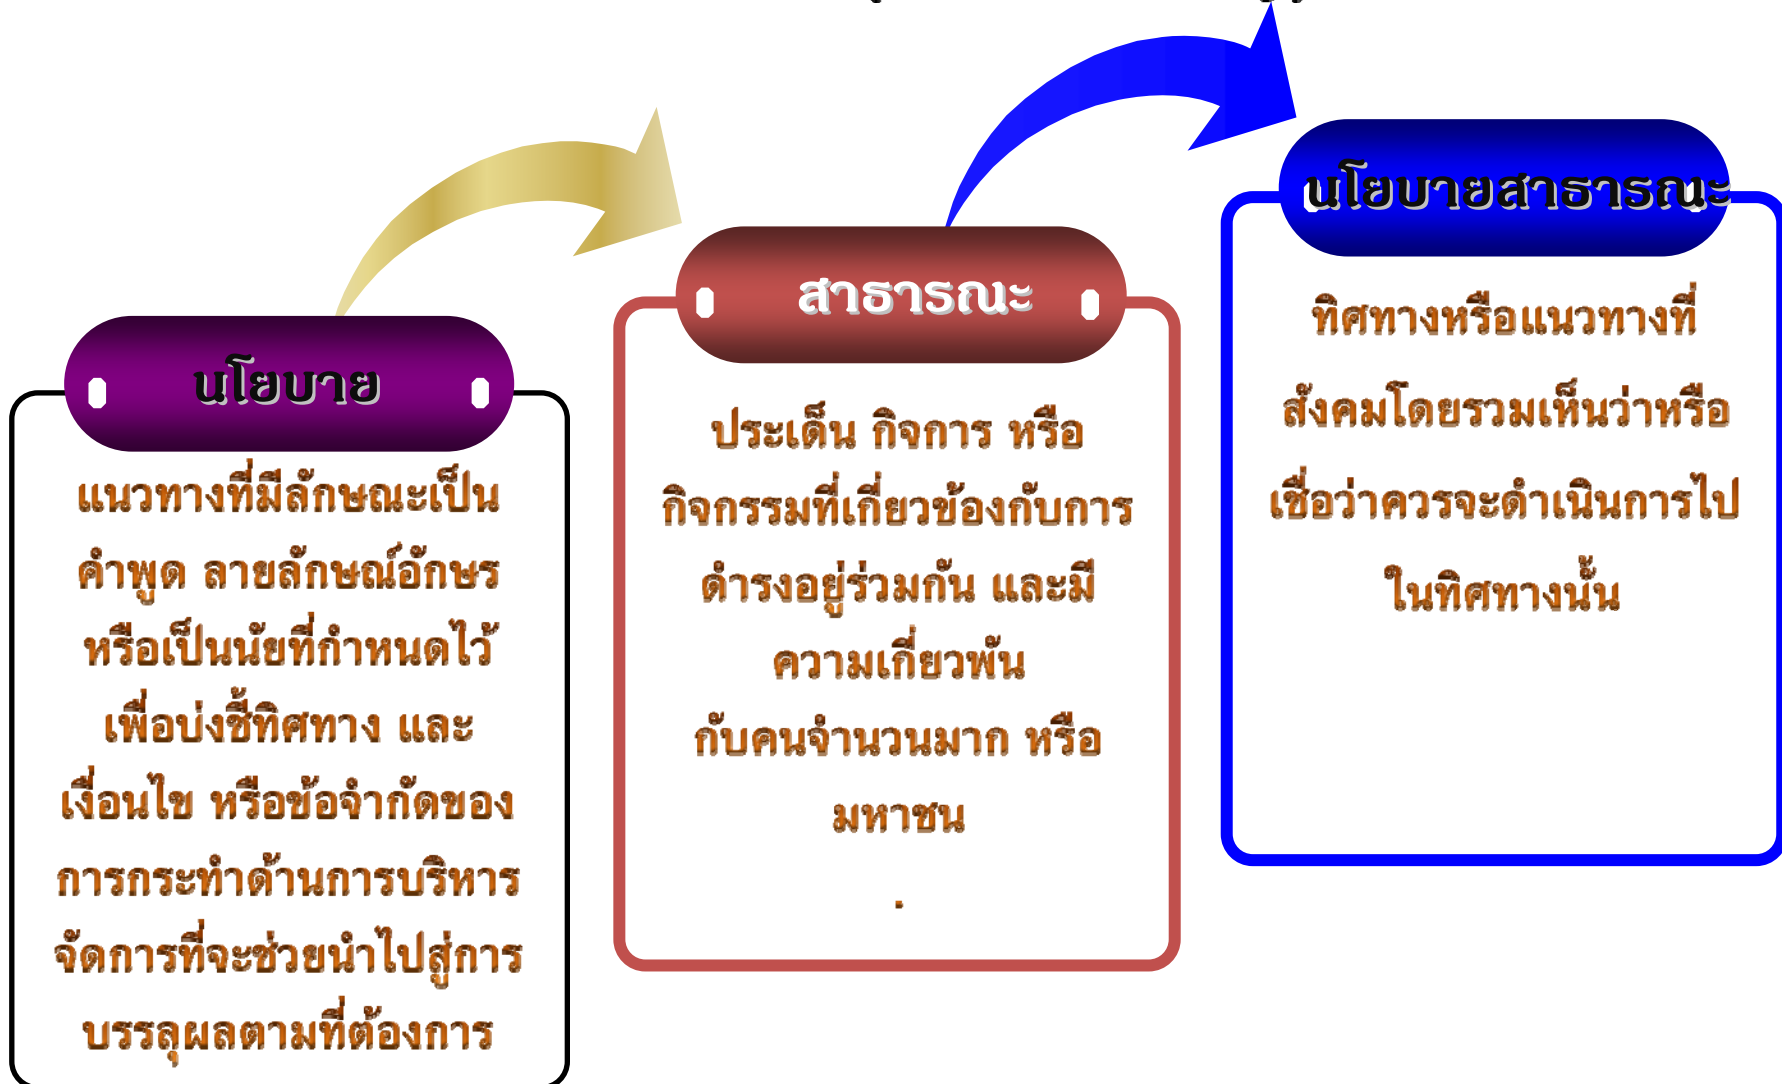 นโยบาย
แนวทางที่มีลักษณะเป็น
คำพูด ลายลักษณ์อักษร
หรือเป็นนัยที่กำหนดไว้
เพื่อบ่งชี้ทิศทาง และ
เงื่อนไข หรือข้อจำกัดของ
การกระทำด้านการบริหาร
จัดการที่จะช่วยนำไปสู่การ
บรรลุผลตามที่ต้องการ
สาธารณะ
ประเด็น กิจการ หรือ
กิจกรรมที่เกี่ยวข้องกับการ
ดำรงอยู่ร่วมกัน และมี
ความเกี่ยวพัน
กับคนจำนวนมาก หรือ
มหาชน
.
นโยบายสาธารณะ
ทิศทางหรือแนวทางที่
สังคมโดยรวมเห็นว่าหรือ
เชื่อว่าควรจะดำเนินการไป
ในทิศทางนั้น